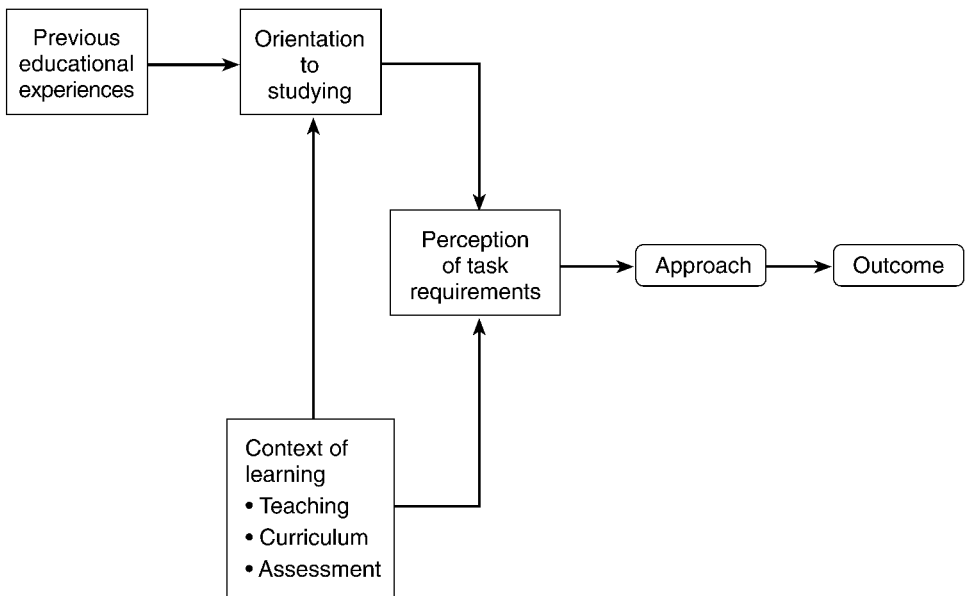 Previous
educational
experiences
Orientation
to
studying
Perception
of task
requirements
Approach
Outcome
Context of
learning
• Teaching
• Curriculum
• Assessment